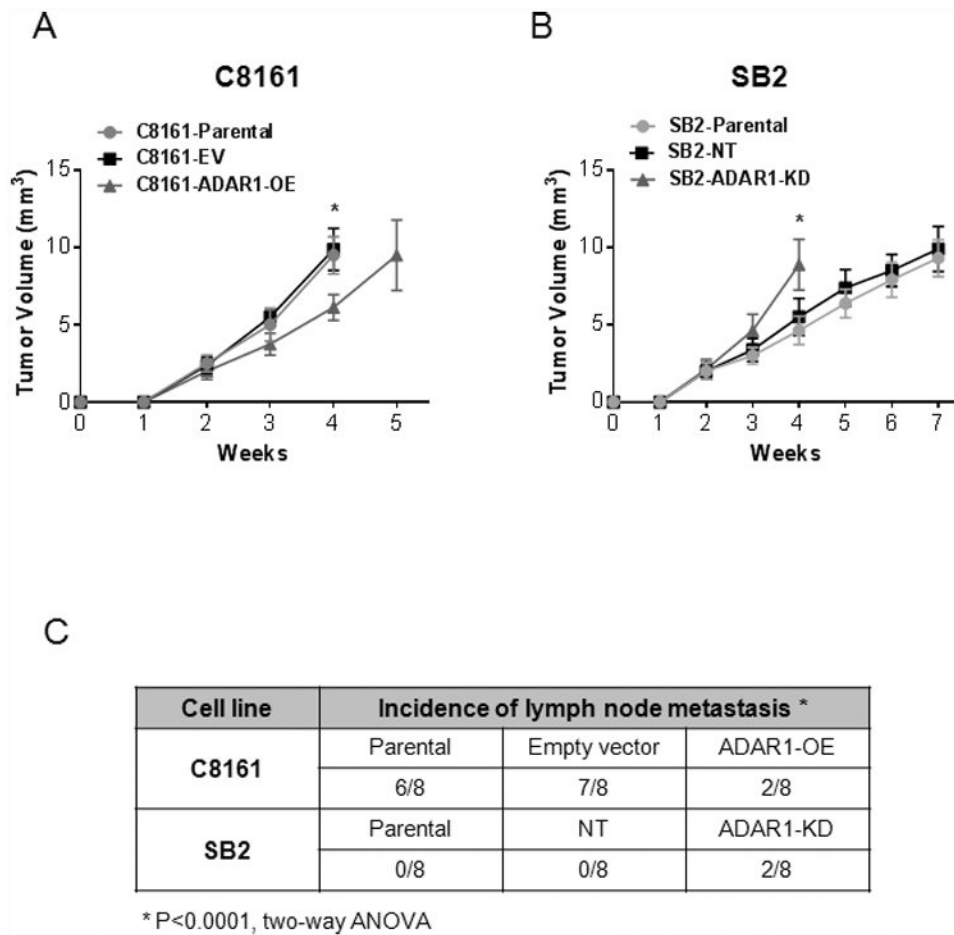 A
C8161
C8161-Parental
C8161-EV
C8161-ADAR1-OE
Tumor Volume (mm³)
15
10
5
0
*
0 1 2 3 4 5
Weeks
B
SB2
SB2-Parental
SB2-NT
SB2-ADAR1-KD
Tumor Volume (mm³)
15
10
5
0
*
0 1 2 3 4 5 6 7
Weeks
C
Cell line Incidence of lymph node metastasis *
C8161 Parental Empty vector ADAR1-OE
6/8 7/8 2/8
SB2 Parental NT ADAR1-KD
0/8 0/8 2/8
* P<0.0001, two-way ANOVA